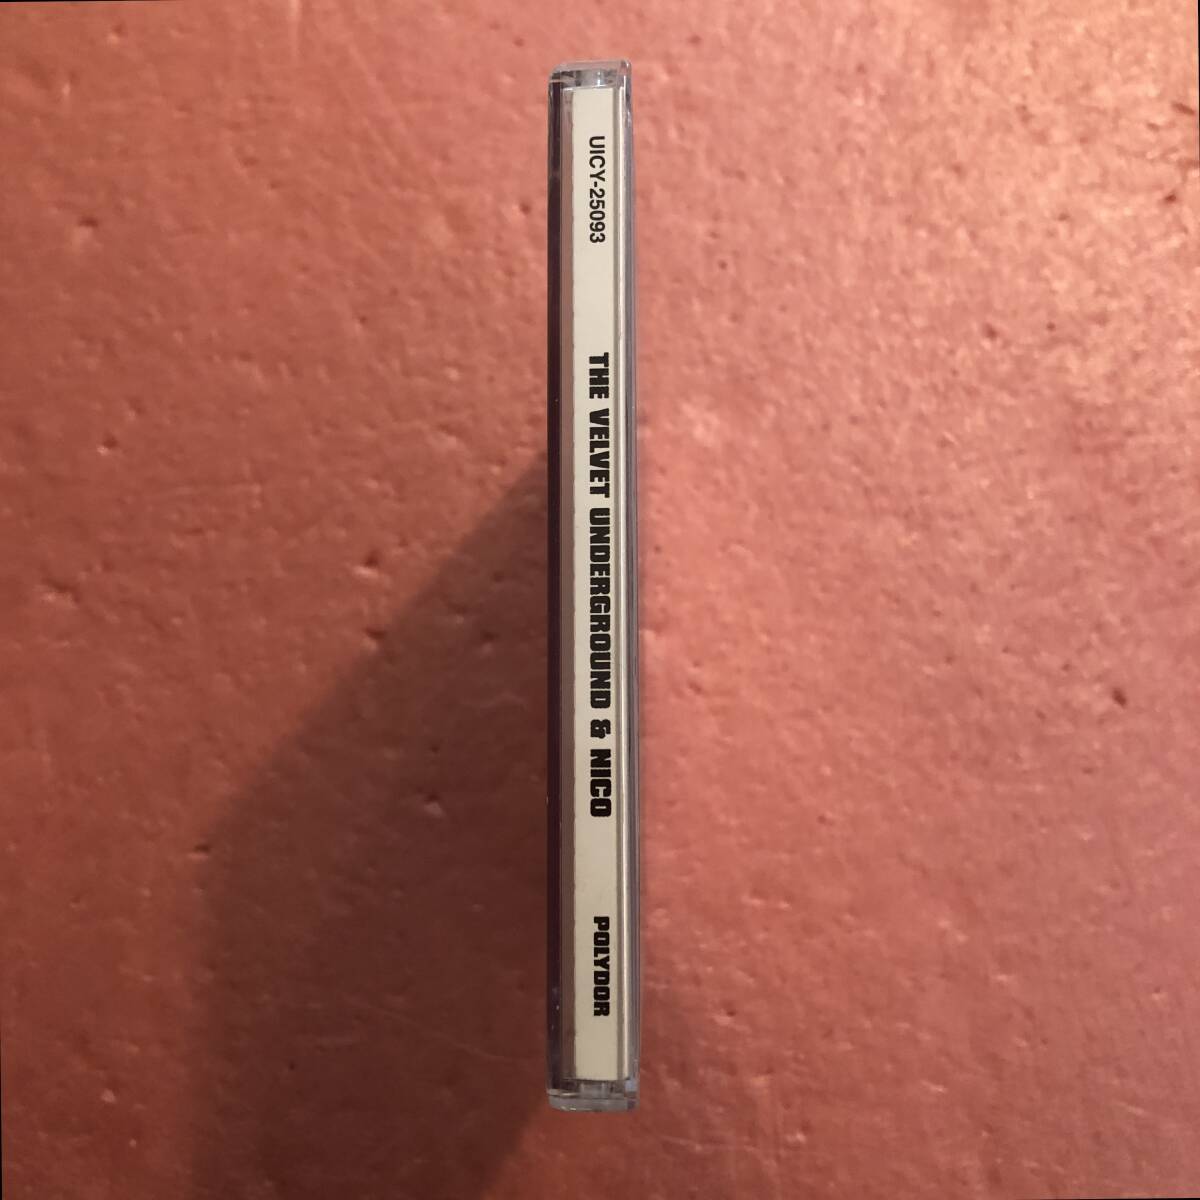 UICY-25093
THE VELVET UNDERGROUND & NICO
POLYDOR